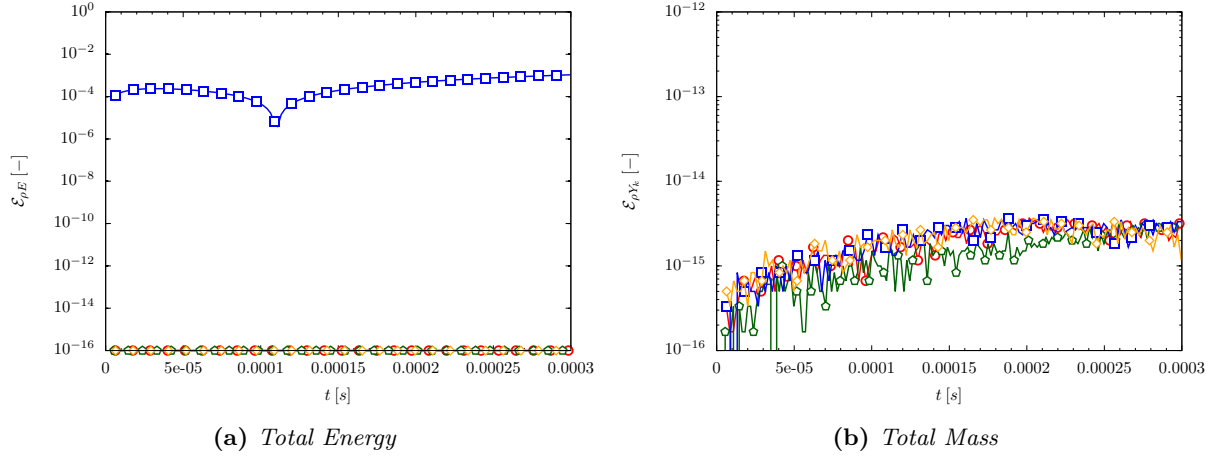 10^0
10^-2
10^-4
10^-6
10^-8
10^-10
10^-12
10^-14
10^-16
ℰ_ρE [−]
0 5e-05 0.0001 0.00015 0.0002 0.00025 0.0003
t [s]
(a) Total Energy
10^-12
10^-13
10^-14
10^-15
10^-16
ℰ_ρY_k [−]
0 5e-05 0.0001 0.00015 0.0002 0.00025 0.0003
t [s]
(b) Total Mass